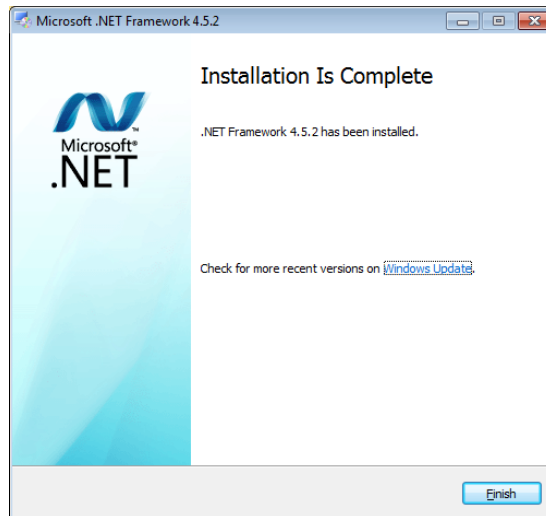 Microsoft .NET Framework 4.5.2
Installation Is Complete
Microsoft®
.NET™
.NET Framework 4.5.2 has been installed.
Check for more recent versions on Windows Update.
Finish